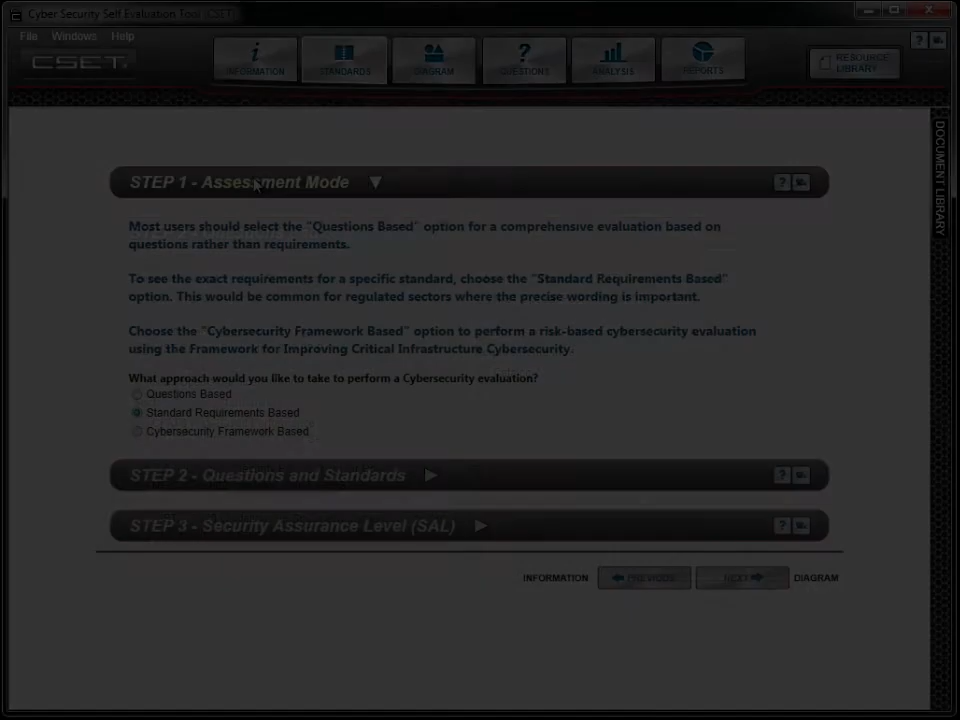 Cyber Security Self Evaluation Tool (CSET)
File Windows Help
CSET
INFORMATION
STANDARDS
DIAGRAM
QUESTIONS
ANALYSIS
REPORTS
RESOURCE
LIBRARY
?
DOCUMENT LIBRARY
STEP 1 - Assessment Mode
?
Most users should select the "Questions Based" option for a comprehensive evaluation based on
questions rather than requirements.
To see the exact requirements for a specific standard, choose the "Standard Requirements Based"
option. This would be common for regulated sectors where the precise wording is important.
Choose the "Cybersecurity Framework Based" option to perform a risk-based cybersecurity evaluation
using the Framework for Improving Critical Infrastructure Cybersecurity.
What approach would you like to take to perform a Cybersecurity evaluation?
Questions Based
Standard Requirements Based
Cybersecurity Framework Based
STEP 2 - Questions and Standards
?
STEP 3 - Security Assurance Level (SAL)
?
INFORMATION PREVIOUS NEXT DIAGRAM